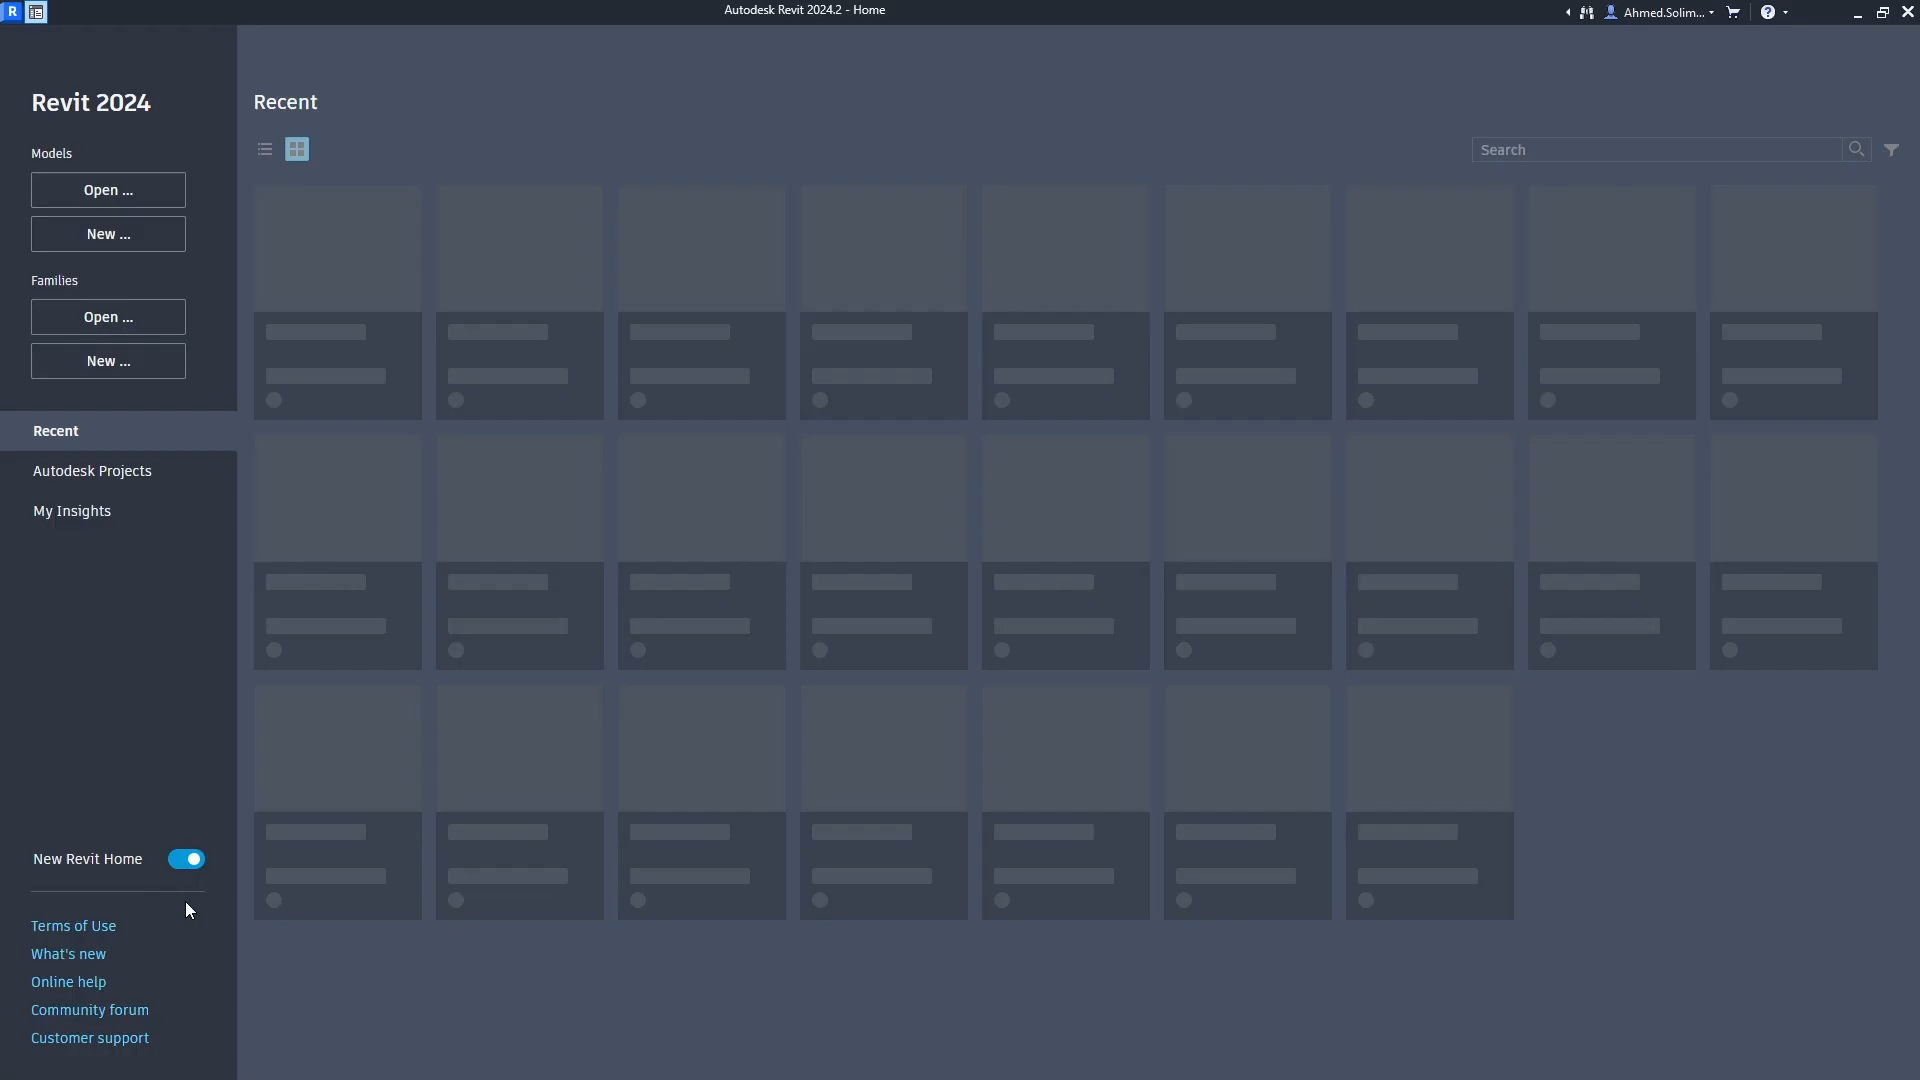 R
Autodesk Revit 2024.2 - Home
Ahmed.Solim...
Revit 2024
Models
Open ...
New ...
Families
Open ...
New ...
Recent
Autodesk Projects
My Insights
New Revit Home
Terms of Use
What's new
Online help
Community forum
Customer support
Recent
Search